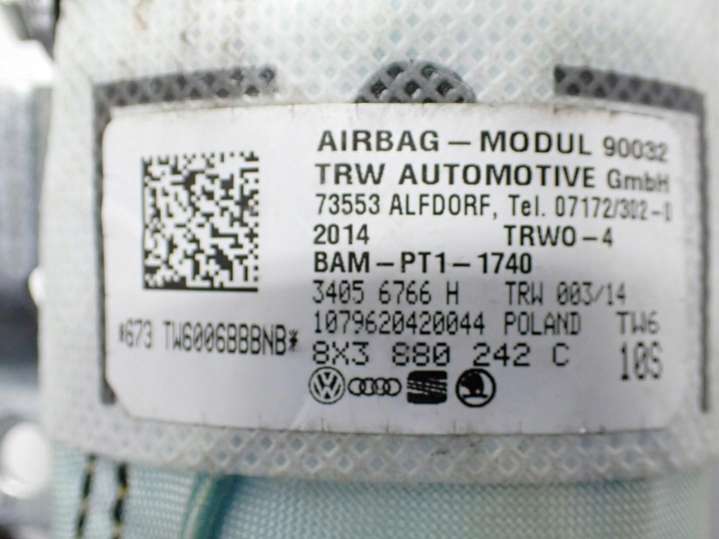 AIRBAG – MODUL 90032
TRW AUTOMOTIVE GmbH
73553 ALFDORF, Tel. 07172/302-0
2014 TRWO-4
BAM-PT1-1740
3405 6766 H TRW 003/14
1079620420044 POLAND TW6
*673 TW6006BBBNB*
8X3 880 242 C 10S